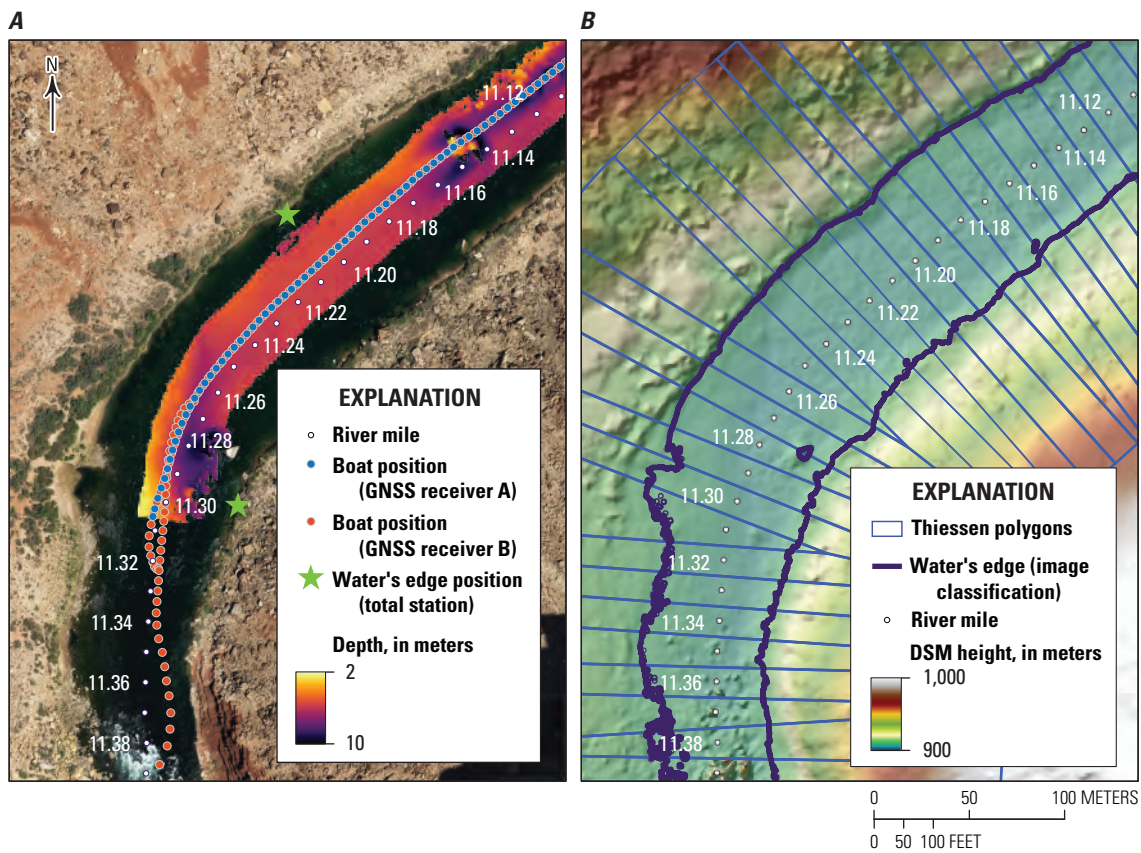 A
N
11.12
11.14
11.16
11.18
11.20
11.22
11.24
11.26
11.28
11.30
11.32
11.34
11.36
11.38
EXPLANATION
River mile
Boat position
(GNSS receiver A)
Boat position
(GNSS receiver B)
Water's edge position
(total station)
Depth, in meters
2
10
B
11.12
11.14
11.16
11.18
11.20
11.22
11.24
11.26
11.28
11.30
11.32
11.34
11.36
11.38
EXPLANATION
Thiessen polygons
Water's edge (image
classification)
River mile
DSM height, in meters
1,000
900
0 50 100 METERS
0 50 100 FEET